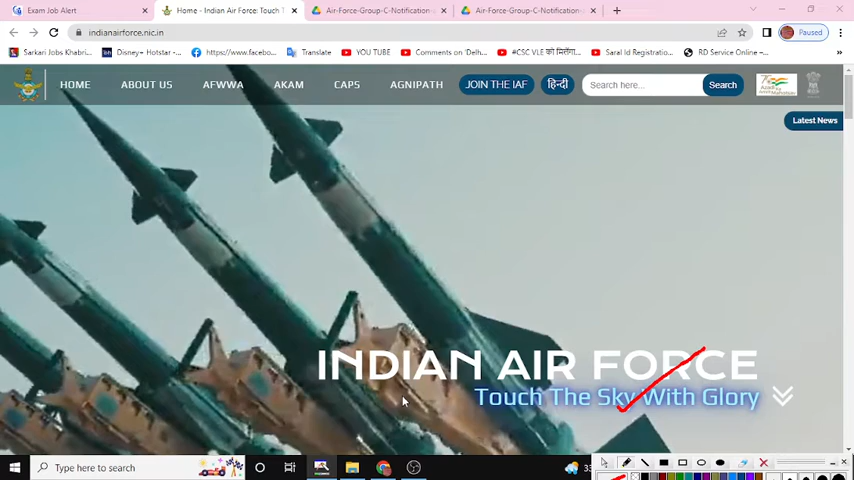 Exam Job Alert
Home - Indian Air Force: Touch T
Air-Force-Group-C-Notification-
Air-Force-Group-C-Notification-
indianairforce.nic.in
Paused
Sarkari Jobs Khabri...
Disney+ Hotstar -...
https://www.facebo...
Translate
YOU TUBE
Comments on 'Delh...
#CSC VLE को मिलेंगा...
Saral Id Registratio...
RD Service Online –...
HOME
ABOUT US
AFWWA
AKAM
CAPS
AGNIPATH
JOIN THE IAF
हिन्दी
Search here...
Search
Latest News
INDIAN AIR FORCE
Touch The Sky With Glory
Type here to search